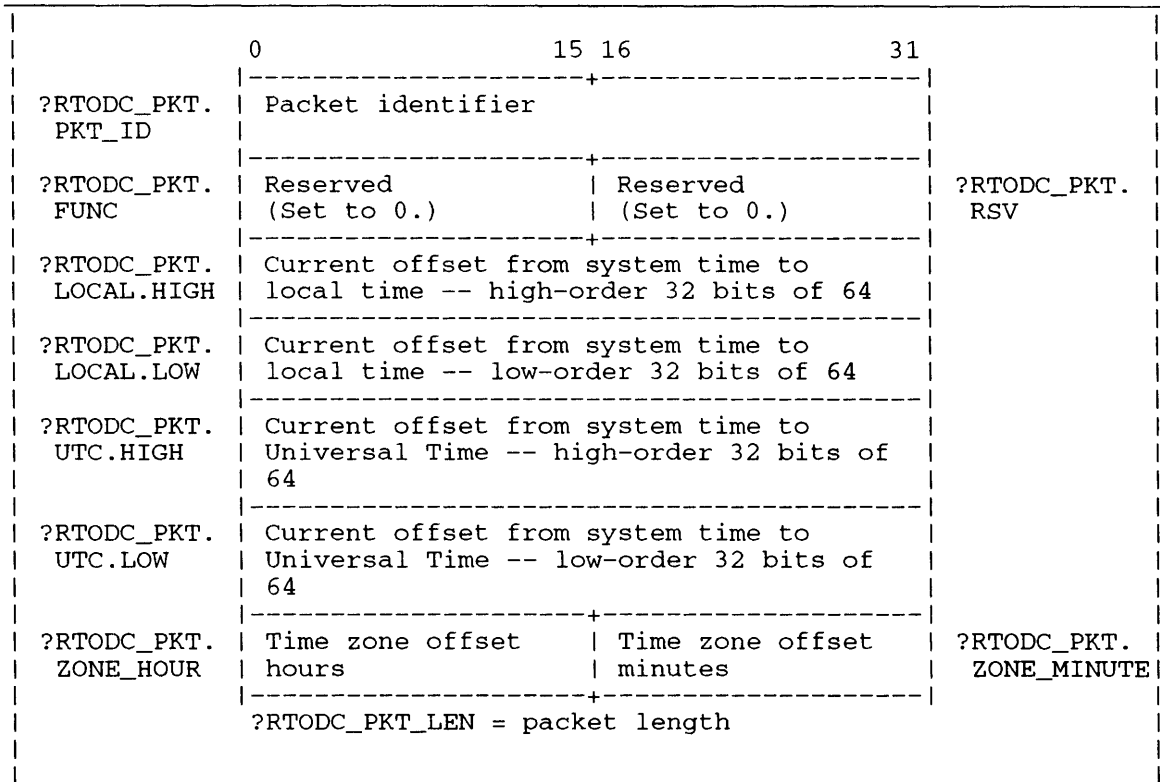 0 15 16 31
?RTODC_PKT. Packet identifier
PKT_ID
?RTODC_PKT. Reserved Reserved ?RTODC_PKT.
FUNC (Set to 0.) (Set to 0.) RSV
?RTODC_PKT. Current offset from system time to
LOCAL.HIGH local time -- high-order 32 bits of 64
?RTODC_PKT. Current offset from system time to
LOCAL.LOW local time -- low-order 32 bits of 64
?RTODC_PKT. Current offset from system time to
UTC.HIGH Universal Time -- high-order 32 bits of
64
?RTODC_PKT. Current offset from system time to
UTC.LOW Universal Time -- low-order 32 bits of
64
?RTODC_PKT. Time zone offset Time zone offset ?RTODC_PKT.
ZONE_HOUR hours minutes ZONE_MINUTE
?RTODC_PKT_LEN = packet length